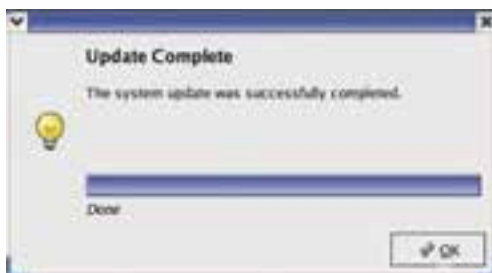 Update Complete
The system update was successfully completed.
Done
OK